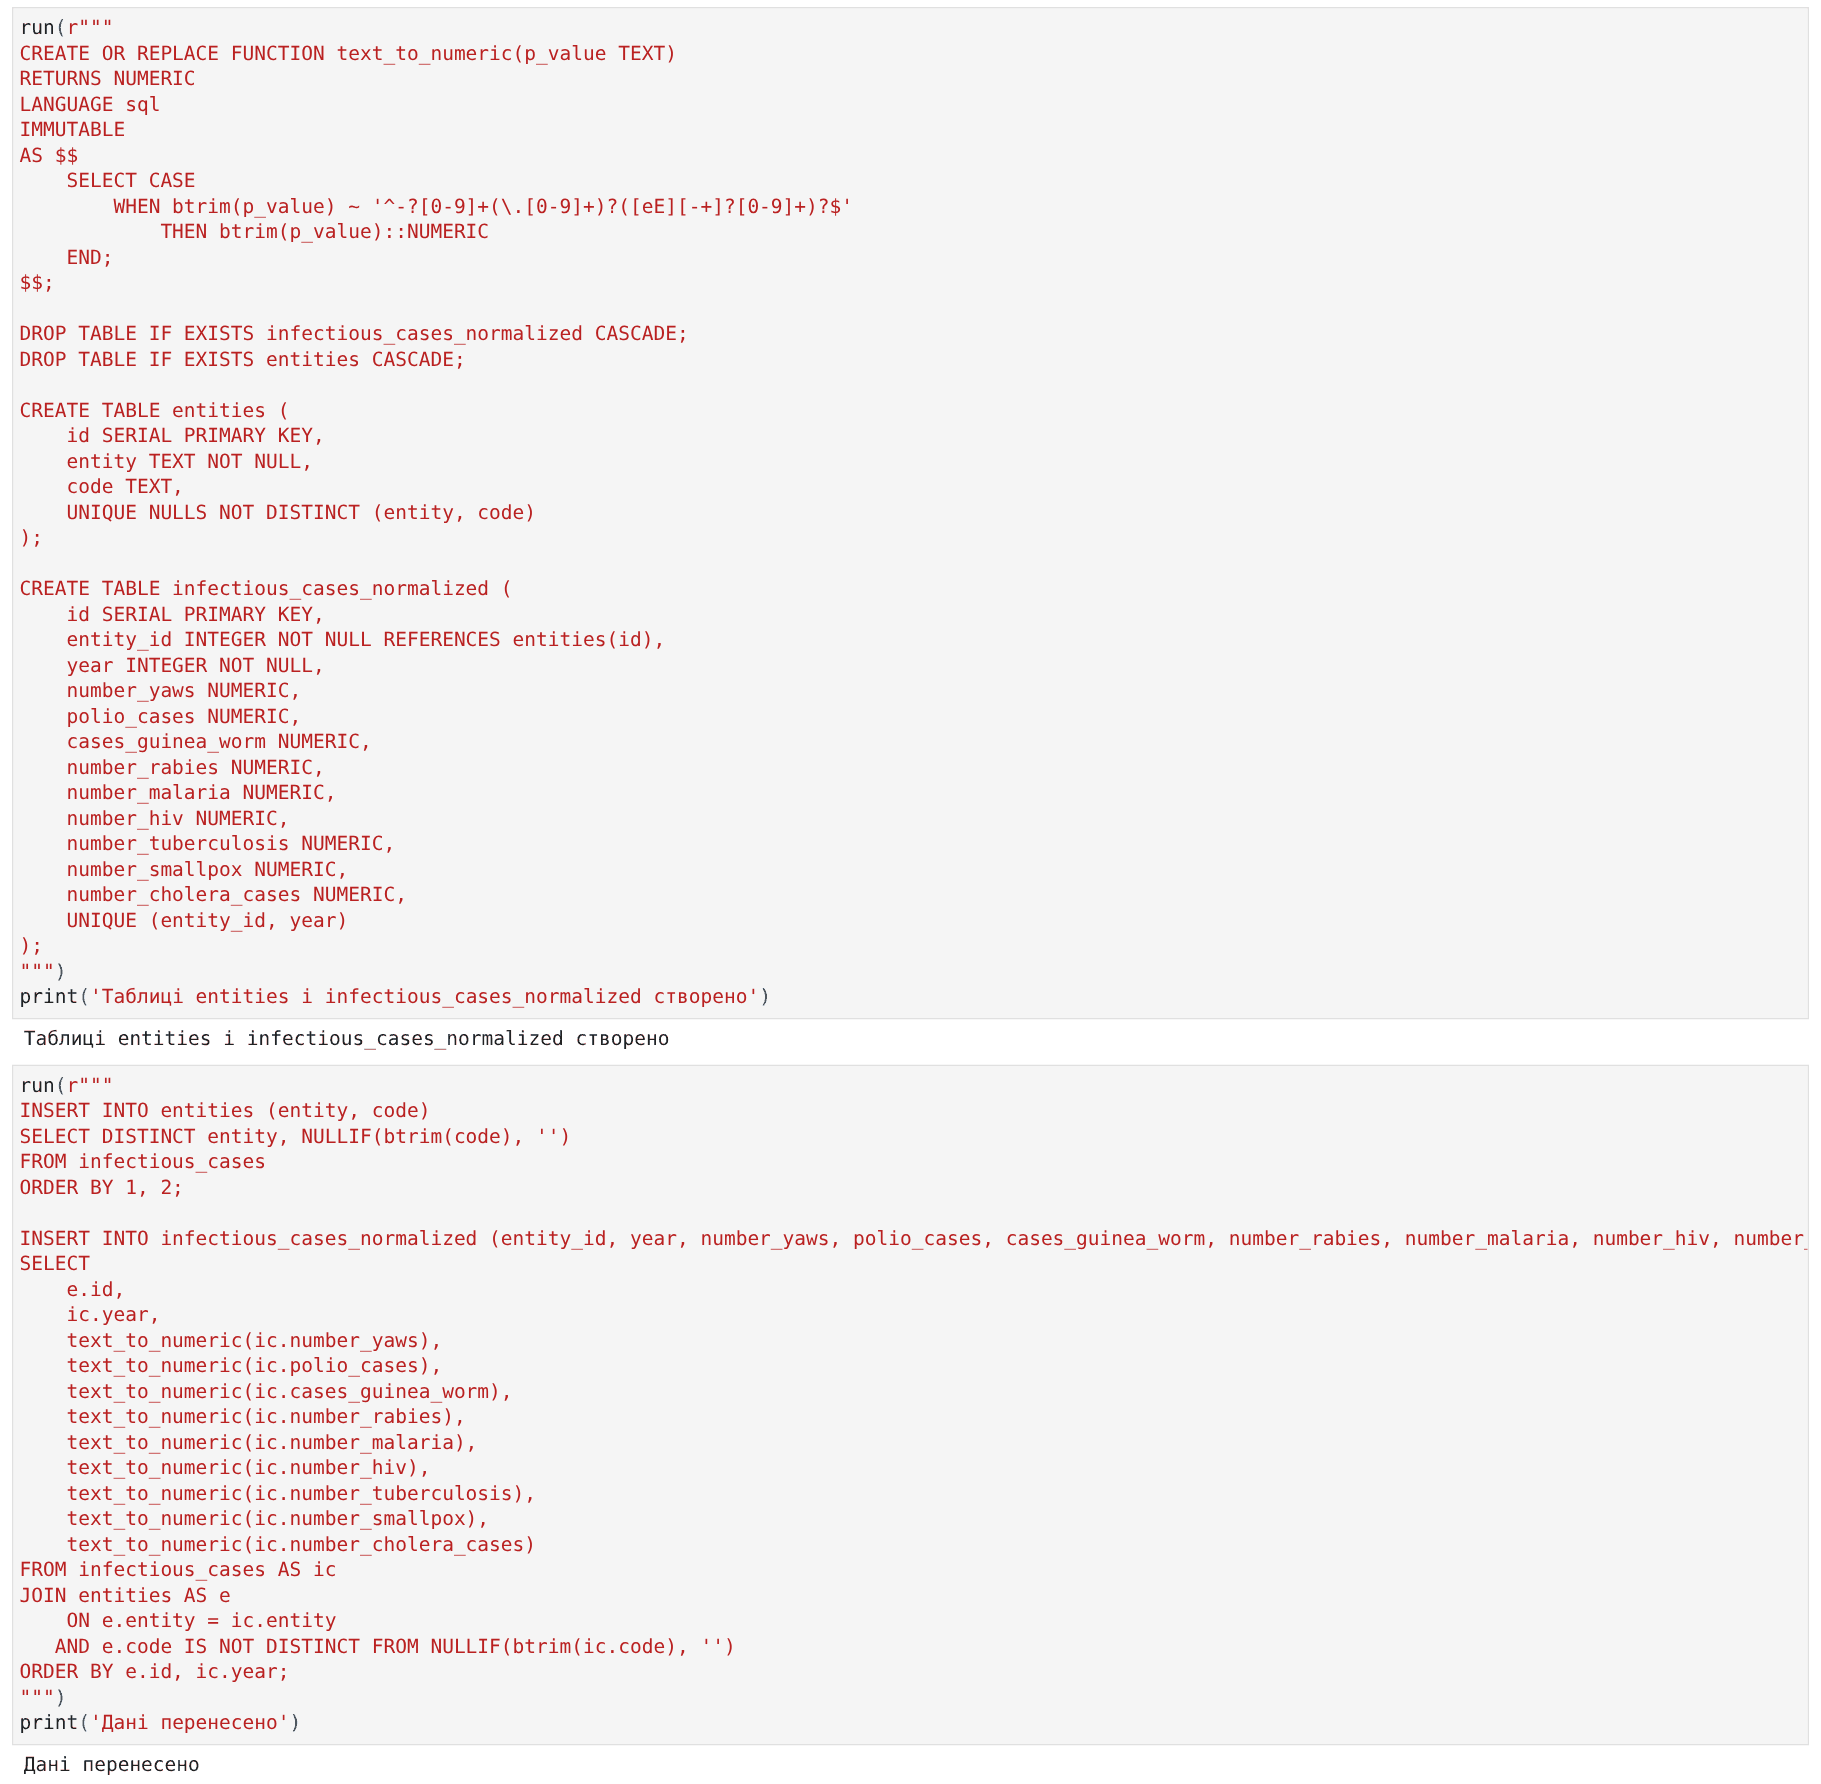 run(r"""
CREATE OR REPLACE FUNCTION text_to_numeric(p_value TEXT)
RETURNS NUMERIC
LANGUAGE sql
IMMUTABLE
AS $$
    SELECT CASE
        WHEN btrim(p_value) ~ '^-?[0-9]+(\.[0-9]+)?([eE][-+]?[0-9]+)?$'
            THEN btrim(p_value)::NUMERIC
    END;
$$;

DROP TABLE IF EXISTS infectious_cases_normalized CASCADE;
DROP TABLE IF EXISTS entities CASCADE;

CREATE TABLE entities (
    id SERIAL PRIMARY KEY,
    entity TEXT NOT NULL,
    code TEXT,
    UNIQUE NULLS NOT DISTINCT (entity, code)
);

CREATE TABLE infectious_cases_normalized (
    id SERIAL PRIMARY KEY,
    entity_id INTEGER NOT NULL REFERENCES entities(id),
    year INTEGER NOT NULL,
    number_yaws NUMERIC,
    polio_cases NUMERIC,
    cases_guinea_worm NUMERIC,
    number_rabies NUMERIC,
    number_malaria NUMERIC,
    number_hiv NUMERIC,
    number_tuberculosis NUMERIC,
    number_smallpox NUMERIC,
    number_cholera_cases NUMERIC,
    UNIQUE (entity_id, year)
);
""")
print('Таблиці entities і infectious_cases_normalized створено')
Таблиці entities і infectious_cases_normalized створено
run(r"""
INSERT INTO entities (entity, code)
SELECT DISTINCT entity, NULLIF(btrim(code), '')
FROM infectious_cases
ORDER BY 1, 2;

INSERT INTO infectious_cases_normalized (entity_id, year, number_yaws, polio_cases, cases_guinea_worm, number_rabies, number_malaria, number_hiv, number_
SELECT
    e.id,
    ic.year,
    text_to_numeric(ic.number_yaws),
    text_to_numeric(ic.polio_cases),
    text_to_numeric(ic.cases_guinea_worm),
    text_to_numeric(ic.number_rabies),
    text_to_numeric(ic.number_malaria),
    text_to_numeric(ic.number_hiv),
    text_to_numeric(ic.number_tuberculosis),
    text_to_numeric(ic.number_smallpox),
    text_to_numeric(ic.number_cholera_cases)
FROM infectious_cases AS ic
JOIN entities AS e
    ON e.entity = ic.entity
   AND e.code IS NOT DISTINCT FROM NULLIF(btrim(ic.code), '')
ORDER BY e.id, ic.year;
""")
print('Дані перенесено')
Дані перенесено